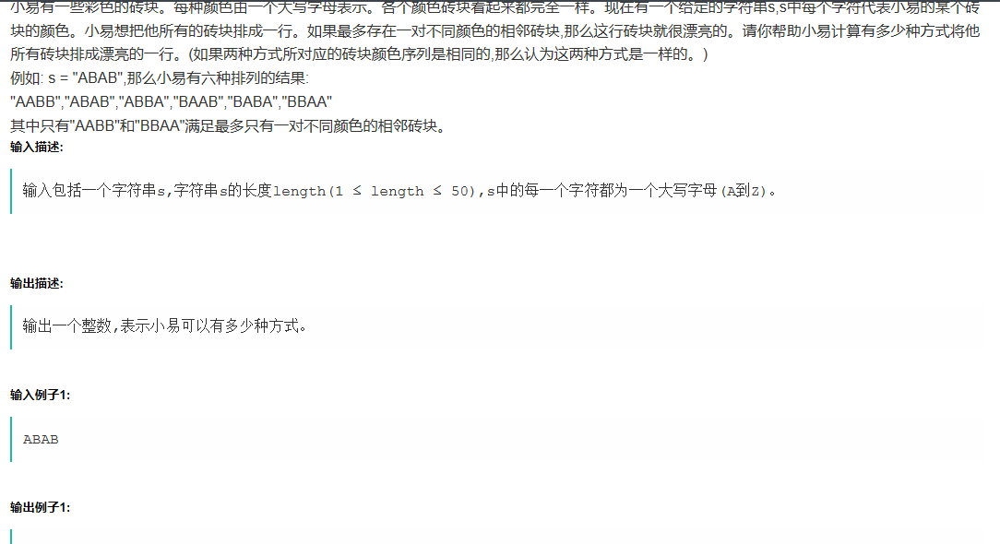 小易有一些彩色的砖块。每种颜色由一个大写字母表示。各个颜色砖块看起来都完全一样。现在有一个给定的字符串s,s中每个字符代表小易的某个砖
块的颜色。小易想把他所有的砖块排成一行。如果最多存在一对不同颜色的相邻砖块,那么这行砖块就很漂亮的。请你帮助小易计算有多少种方式将他
所有砖块排成漂亮的一行。(如果两种方式所对应的砖块颜色序列是相同的,那么认为这两种方式是一样的。)
例如: s = "ABAB",那么小易有六种排列的结果:
"AABB","ABAB","ABBA","BAAB","BABA","BBAA"
其中只有"AABB"和"BBAA"满足最多只有一对不同颜色的相邻砖块。
输入描述:
输入包括一个字符串s,字符串s的长度length(1 ≤ length ≤ 50),s中的每一个字符都为一个大写字母(A到Z)。
输出描述:
输出一个整数,表示小易可以有多少种方式。
输入例子1:
ABAB
输出例子1: